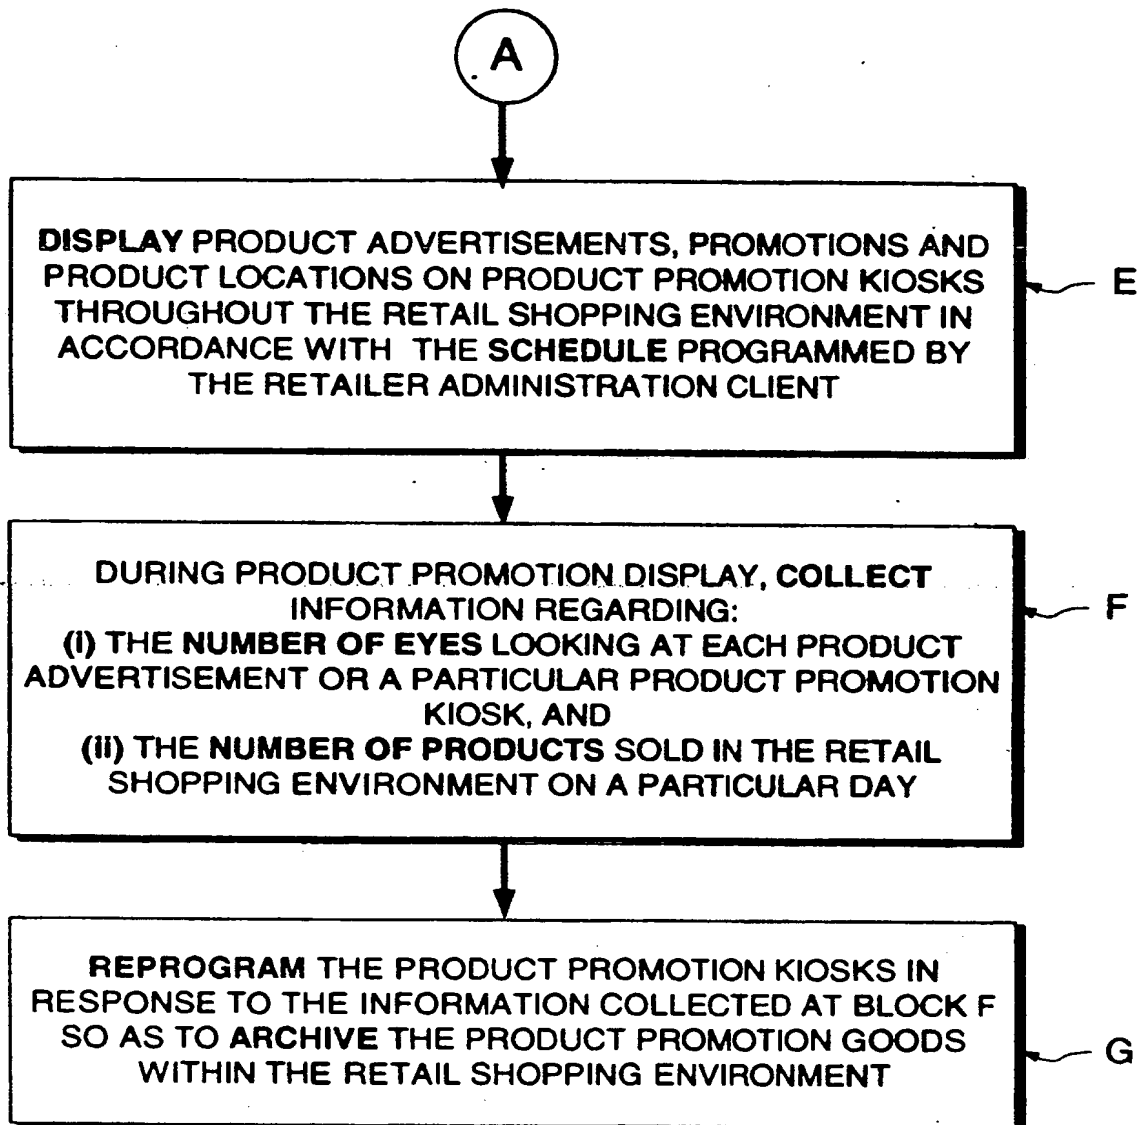 A
DISPLAY PRODUCT ADVERTISEMENTS, PROMOTIONS AND
PRODUCT LOCATIONS ON PRODUCT PROMOTION KIOSKS
THROUGHOUT THE RETAIL SHOPPING ENVIRONMENT IN
ACCORDANCE WITH THE SCHEDULE PROGRAMMED BY
THE RETAILER ADMINISTRATION CLIENT
E
DURING PRODUCT PROMOTION DISPLAY, COLLECT
INFORMATION REGARDING:
(i) THE NUMBER OF EYES LOOKING AT EACH PRODUCT
ADVERTISEMENT OR A PARTICULAR PRODUCT PROMOTION
KIOSK, AND
(ii) THE NUMBER OF PRODUCTS SOLD IN THE RETAIL
SHOPPING ENVIRONMENT ON A PARTICULAR DAY
F
REPROGRAM THE PRODUCT PROMOTION KIOSKS IN
RESPONSE TO THE INFORMATION COLLECTED AT BLOCK F
SO AS TO ARCHIVE THE PRODUCT PROMOTION GOODS
WITHIN THE RETAIL SHOPPING ENVIRONMENT
G